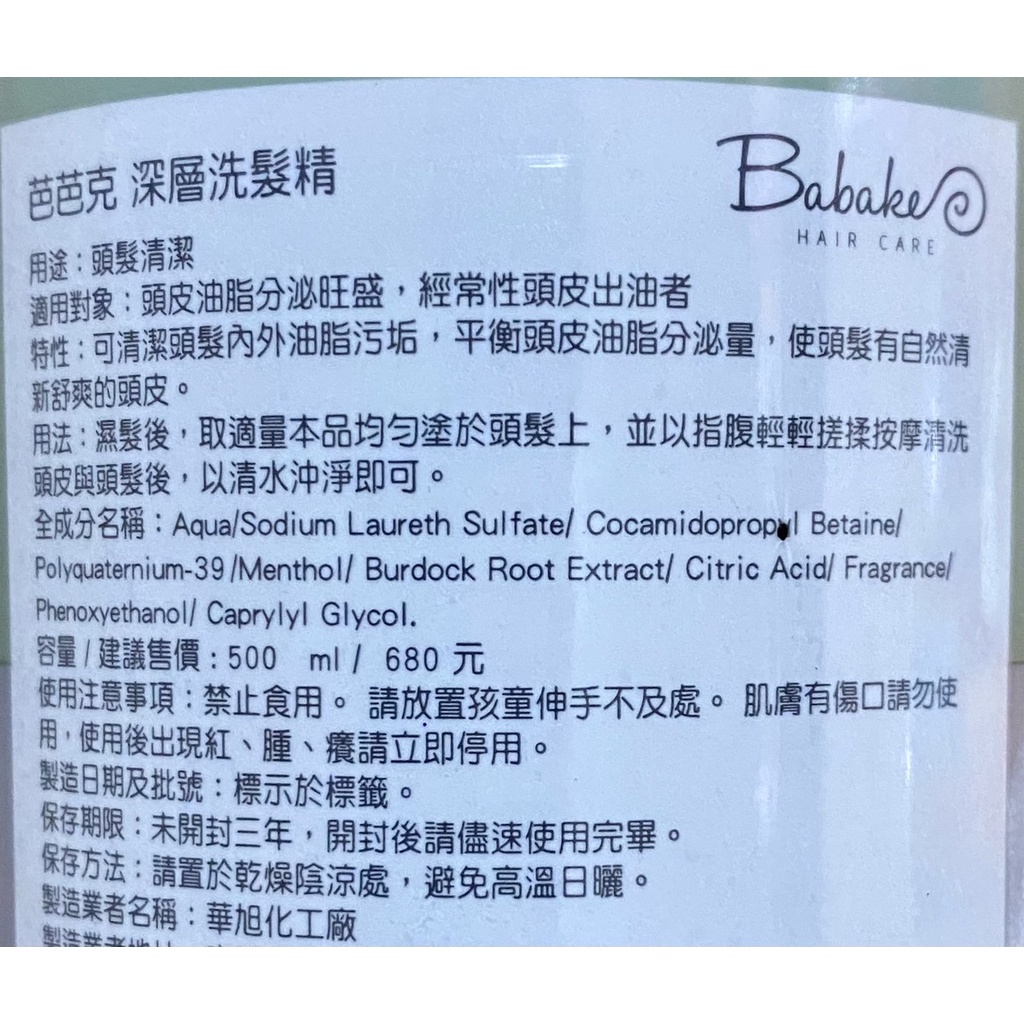 芭芭克 深層洗髮精
Babake
HAIR CARE
用途：頭髮清潔
適用對象：頭皮油脂分泌旺盛，經常性頭皮出油者
特性：可清潔頭髮內外油脂污垢，平衡頭皮油脂分泌量，使頭髮有自然清
新舒爽的頭皮。
用法：濕髮後，取適量本品均勻塗於頭髮上，並以指腹輕輕搓揉按摩清洗
頭皮與頭髮後，以清水沖淨即可。
全成分名稱：Aqua/Sodium Laureth Sulfate/ Cocamidopropyl Betaine/
Polyquaternium-39/Menthol/ Burdock Root Extract/ Citric Acid/ Fragrance/
Phenoxyethanol/ Caprylyl Glycol.
容量/建議售價：500 ml/ 680 元
使用注意事項：禁止食用。請放置孩童伸手不及處。肌膚有傷口請勿使
用，使用後出現紅、腫、癢請立即停用。
製造日期及批號：標示於標籤。
保存期限：未開封三年，開封後請儘速使用完畢。
保存方法：請置於乾燥陰涼處，避免高溫日曬。
製造業者名稱：華旭化工廠